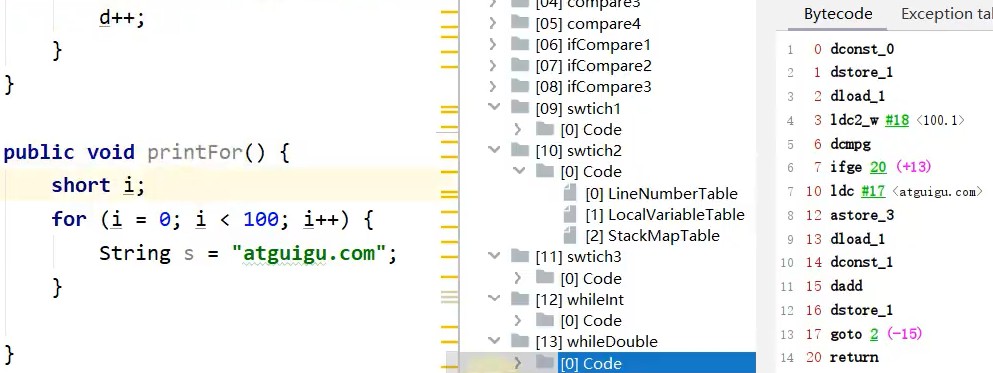 d++;
}
}
public void printFor() {
short i;
for (i = 0; i < 100; i++) {
String s = "atguigu.com";
}
}
[04] compare3
[05] compare4
[06] ifCompare1
[07] ifCompare2
[08] ifCompare3
[09] swtich1
[0] Code
[10] swtich2
[0] Code
[0] LineNumberTable
[1] LocalVariableTable
[2] StackMapTable
[11] swtich3
[0] Code
[12] whileInt
[0] Code
[13] whileDouble
[0] Code
Bytecode Exception tal
1 0 dconst_0
2 1 dstore_1
3 2 dload_1
4 3 ldc2_w #18 <100.1>
5 6 dcmpg
6 7 ifge 20 (+13)
7 10 ldc #17 <atguigu.com>
8 12 astore_3
9 13 dload_1
10 14 dconst_1
11 15 dadd
12 16 dstore_1
13 17 goto 2 (-15)
14 20 return